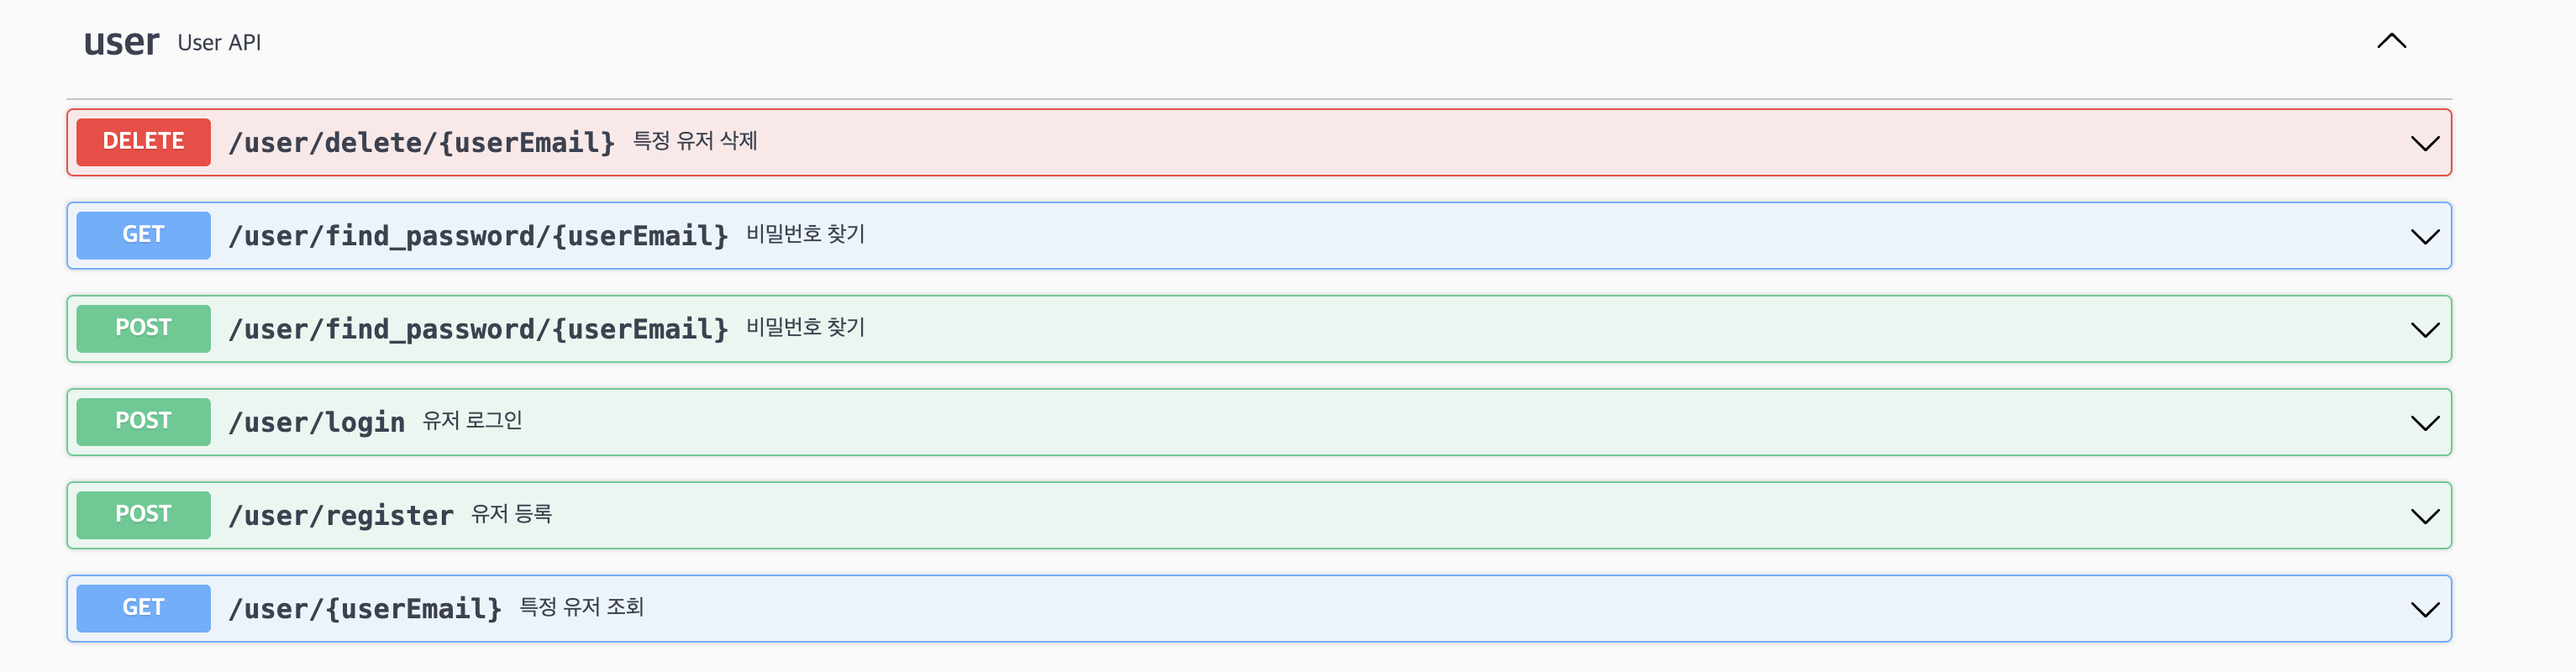 user User API
DELETE /user/delete/{userEmail} 특정 유저 삭제
GET /user/find_password/{userEmail} 비밀번호 찾기
POST /user/find_password/{userEmail} 비밀번호 찾기
POST /user/login 유저 로그인
POST /user/register 유저 등록
GET /user/{userEmail} 특정 유저 조회